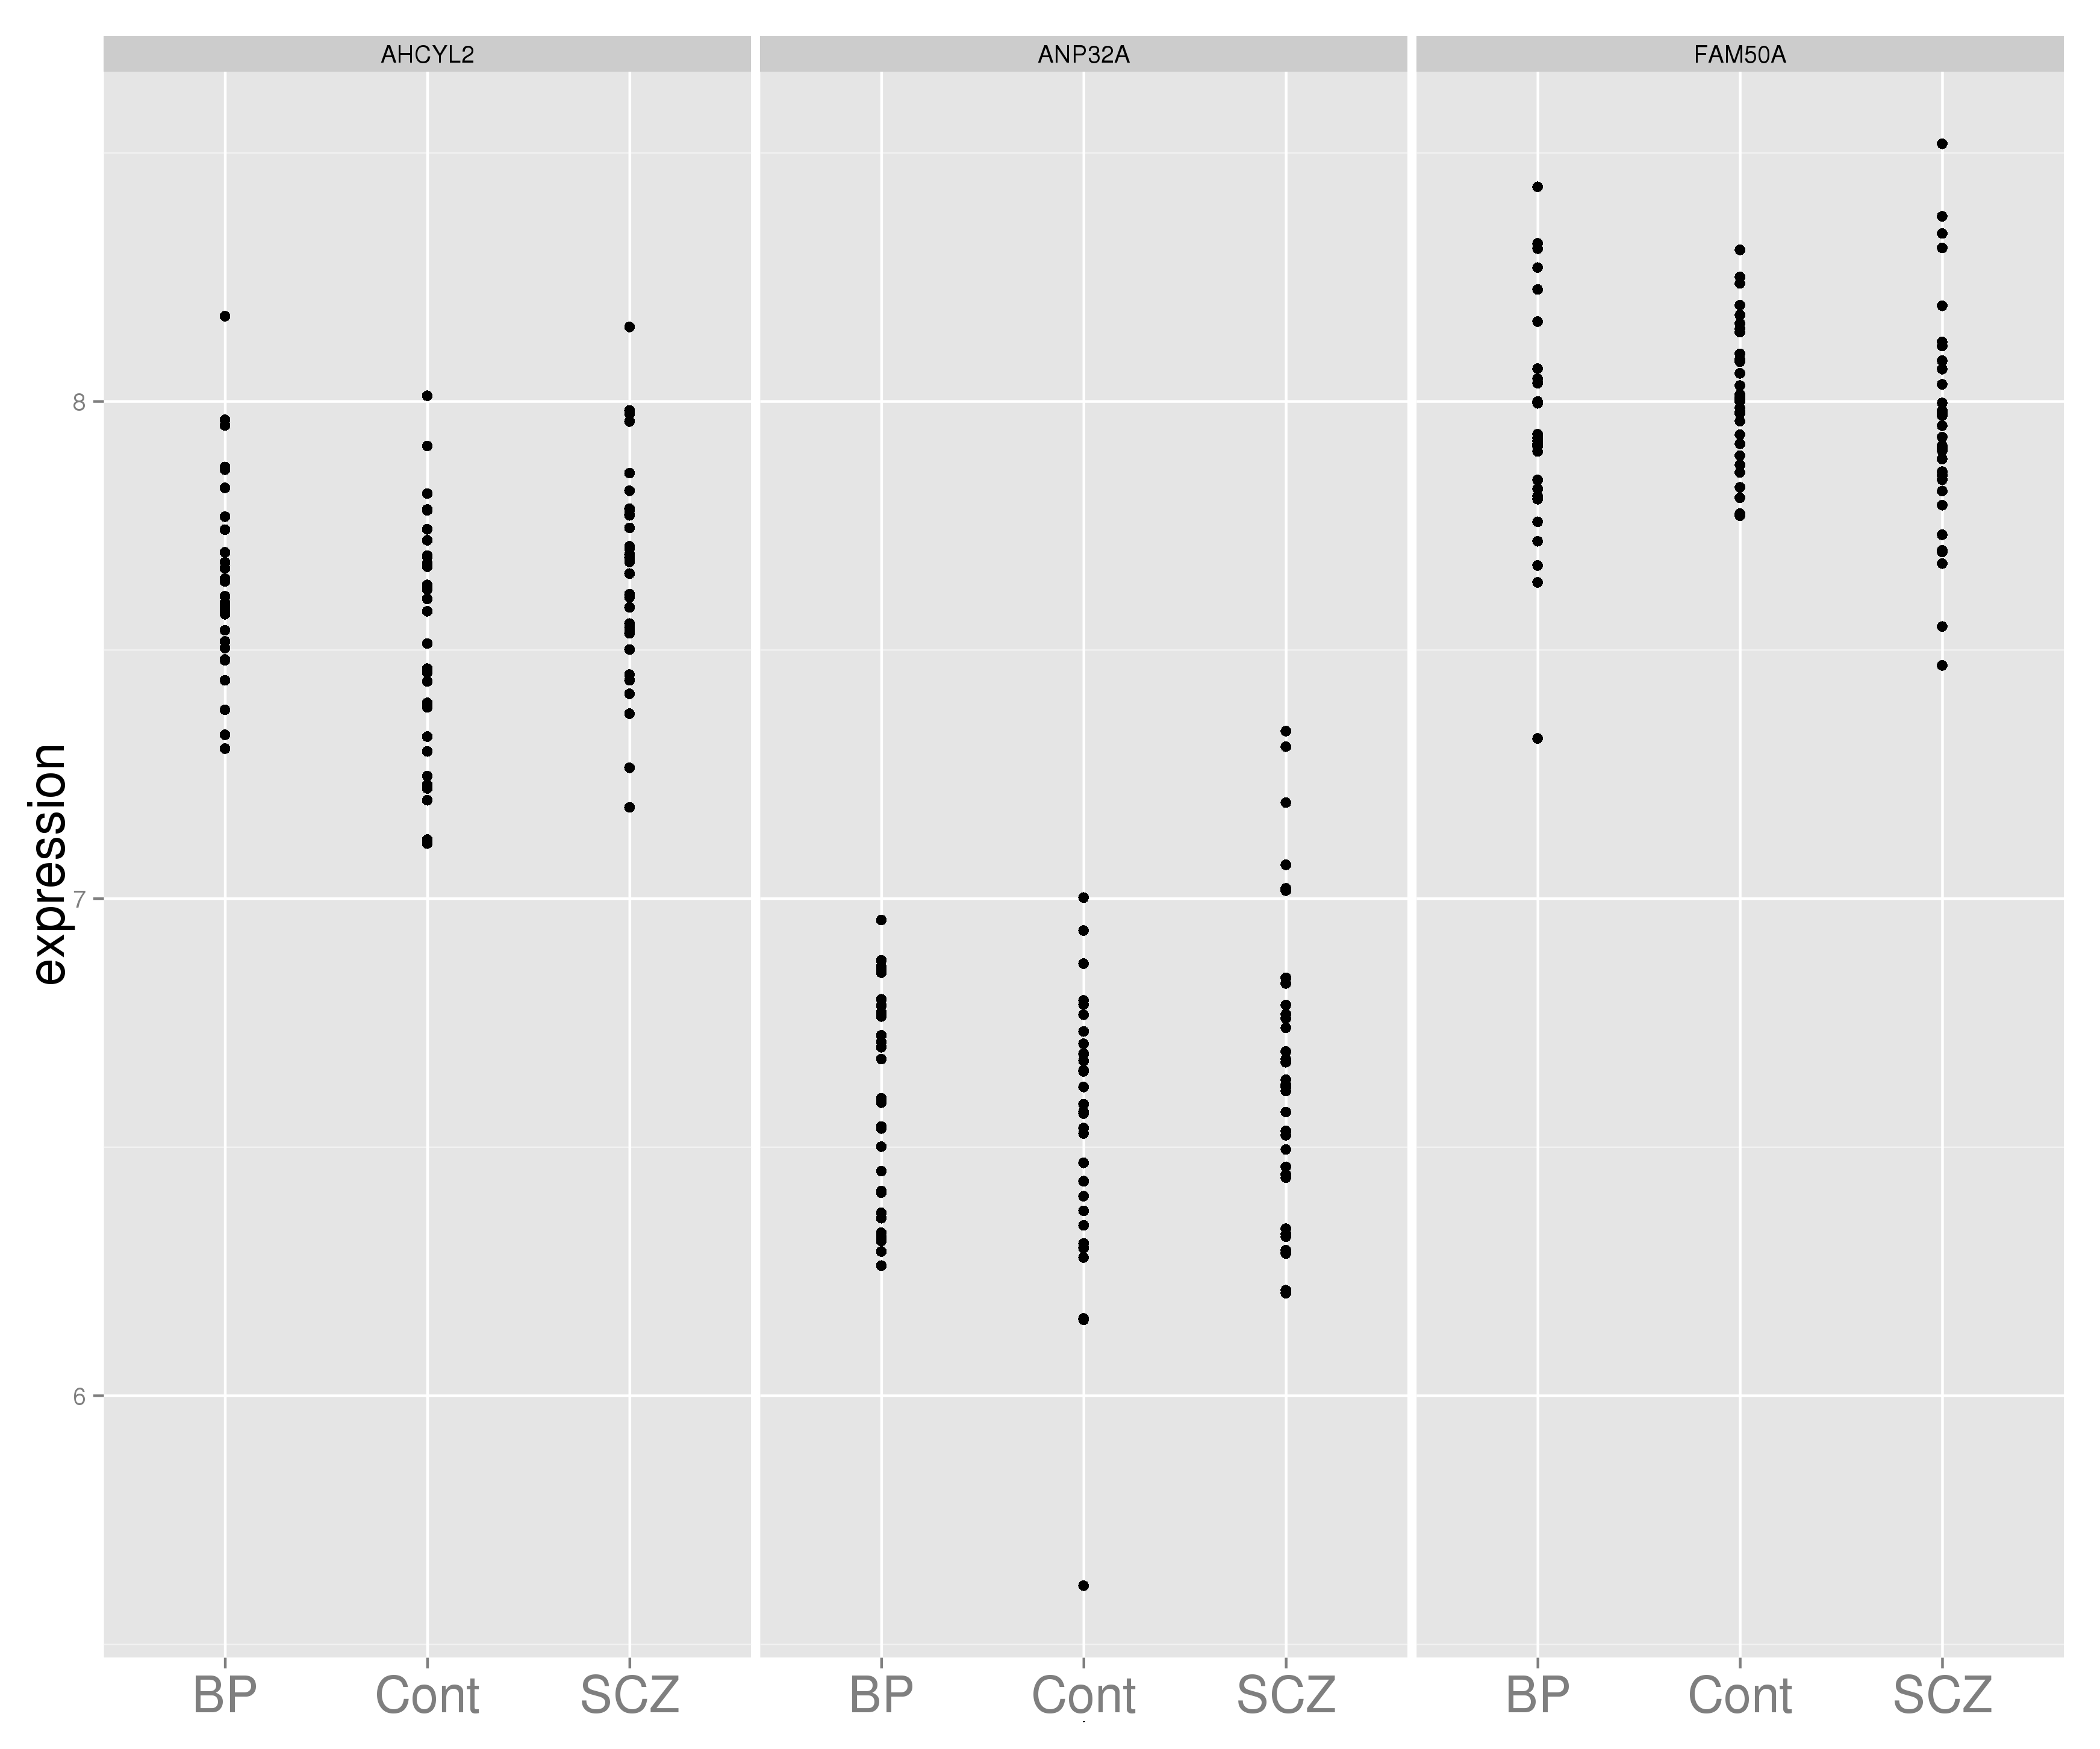 AHCYL2 ANP32A FAM50A
8
7
6
expression
BP Cont SCZ BP Cont SCZ BP Cont SCZ